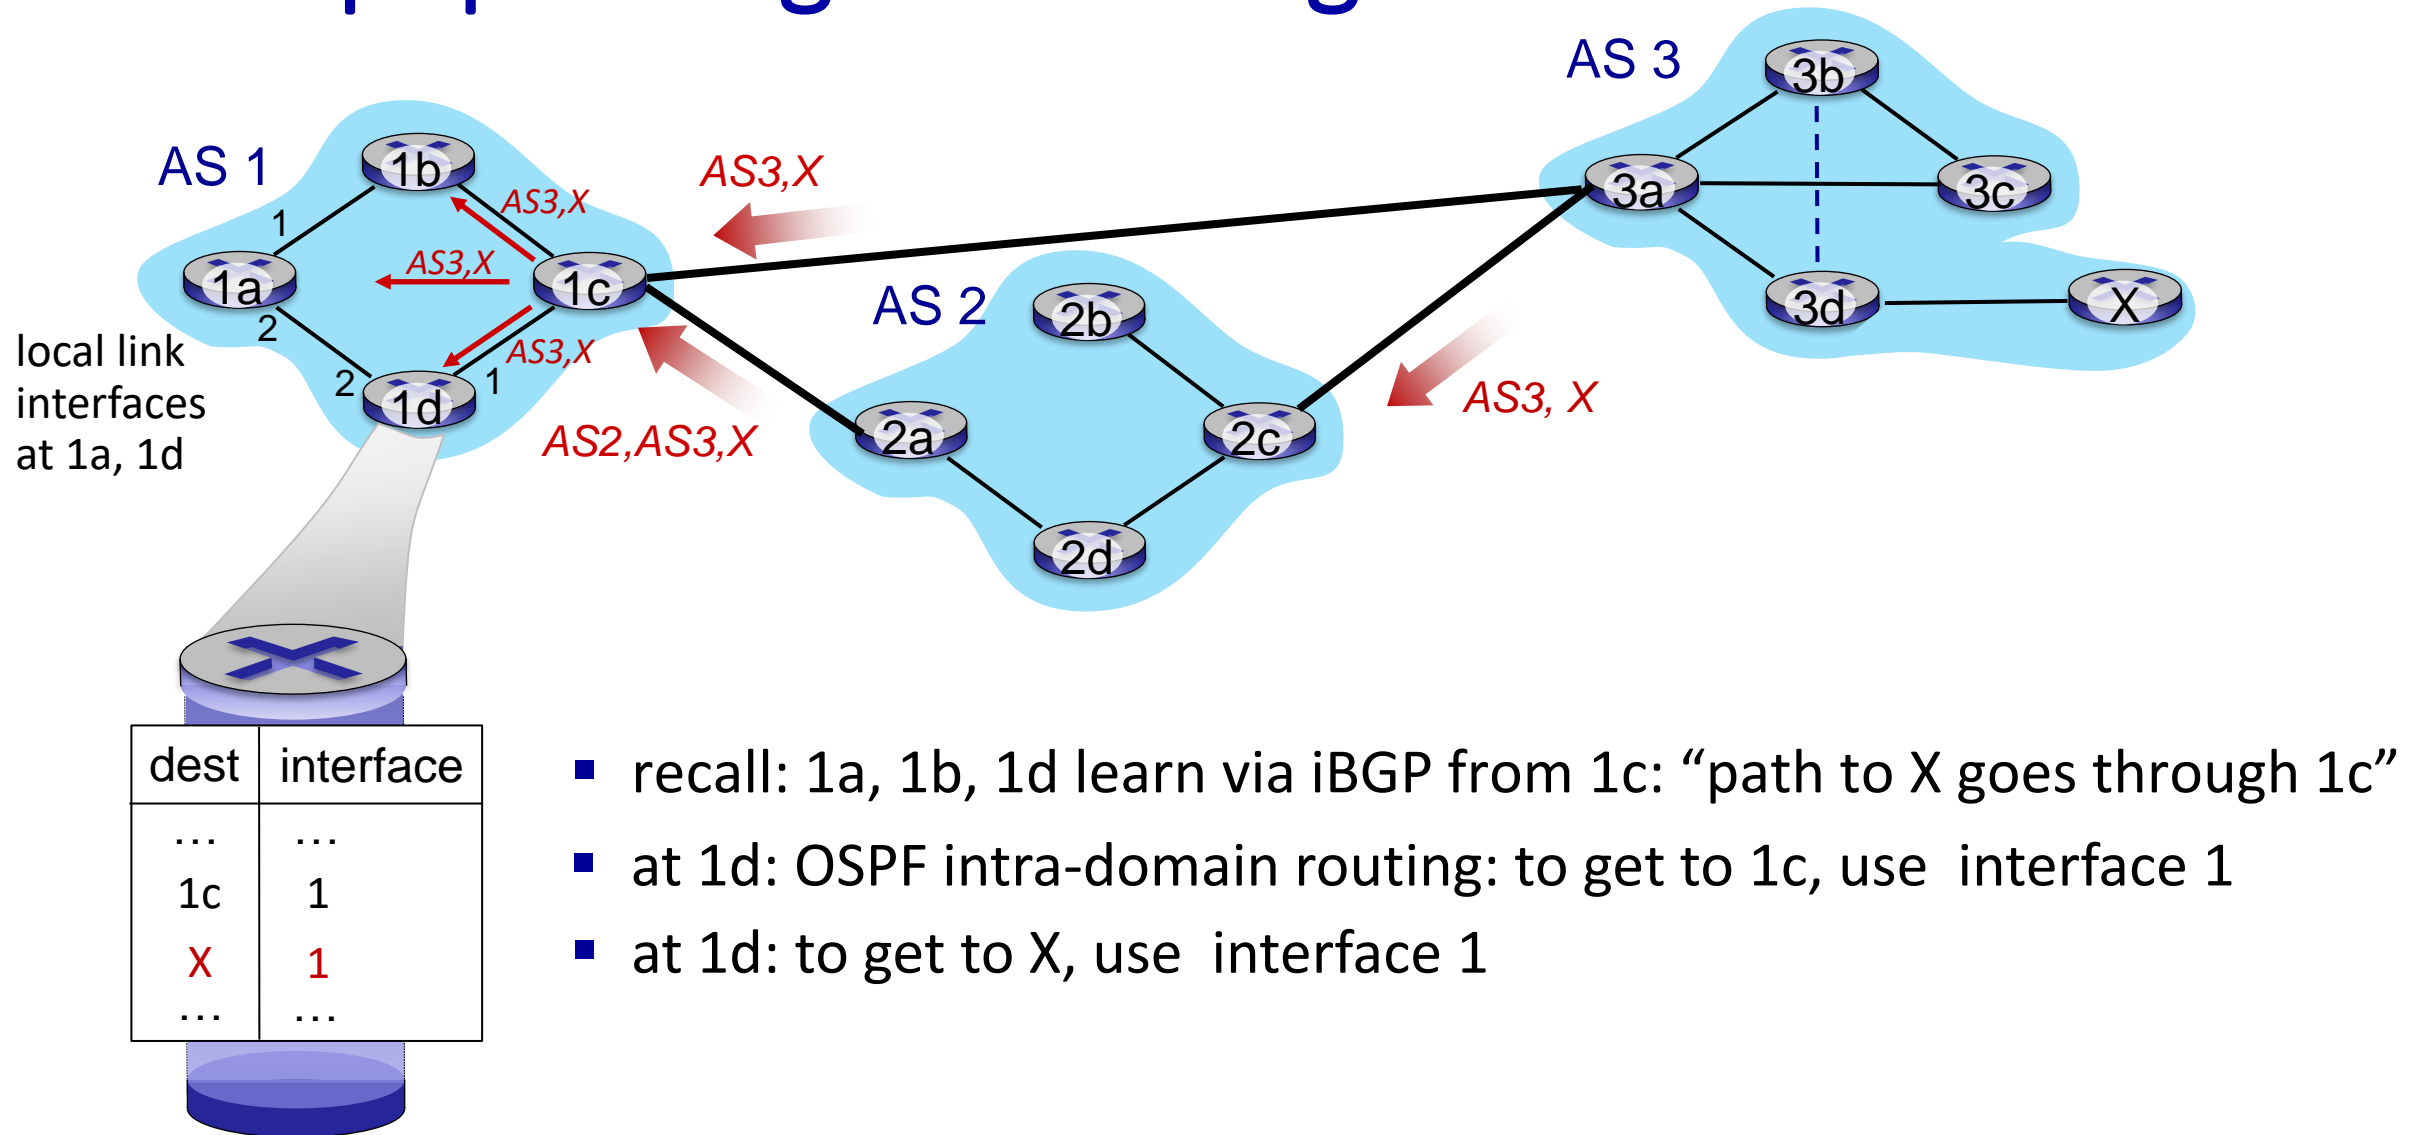 AS 3
3b
AS 1
1b
AS3,X
3a
3c
AS3,X
1
AS3,X
1a
1c
AS 2
2b
3d
X
2
local link
interfaces
at 1a, 1d
AS3,X
2
1
1d
AS3, X
AS2,AS3,X
2a
2c
2d
dest interface
... ...
1c 1
X 1
... ...
▪ recall: 1a, 1b, 1d learn via iBGP from 1c: “path to X goes through 1c”
▪ at 1d: OSPF intra-domain routing: to get to 1c, use interface 1
▪ at 1d: to get to X, use interface 1